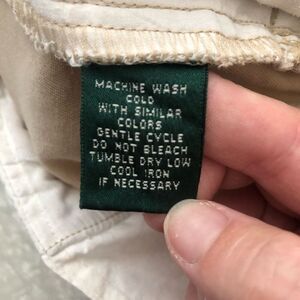 MACHINE WASH
COLD
WITH SIMILAR
COLORS
GENTLE CYCLE
DO NOT BLEACH
TUMBLE DRY LOW
COOL IRON
IF NECESSARY